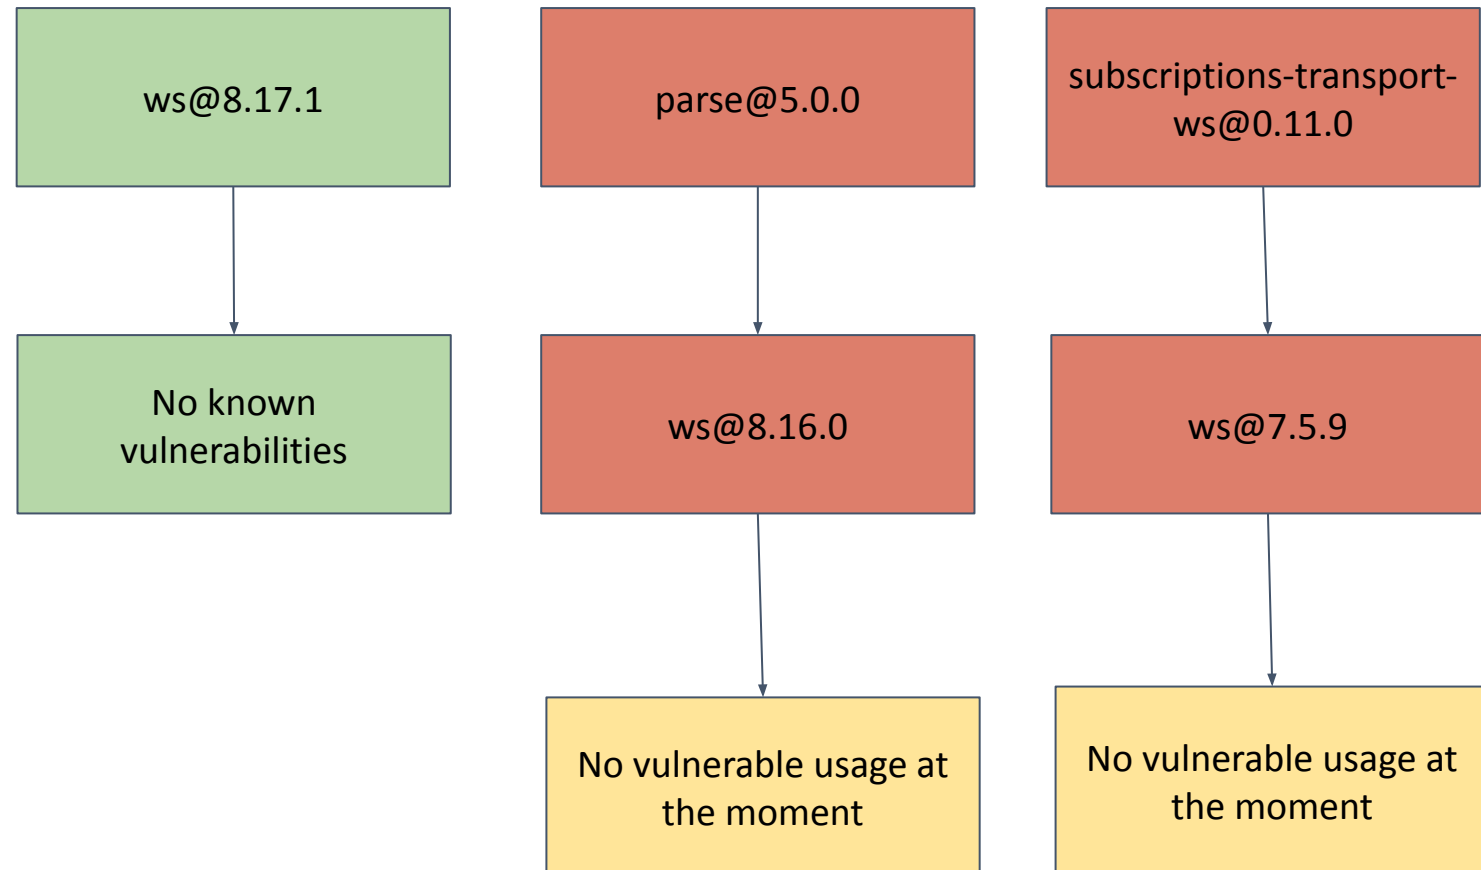 ws@8.17.1
parse@5.0.0
subscriptions-transport-
ws@0.11.0
No known
vulnerabilities
ws@8.16.0
ws@7.5.9
No vulnerable usage at
the moment
No vulnerable usage at
the moment